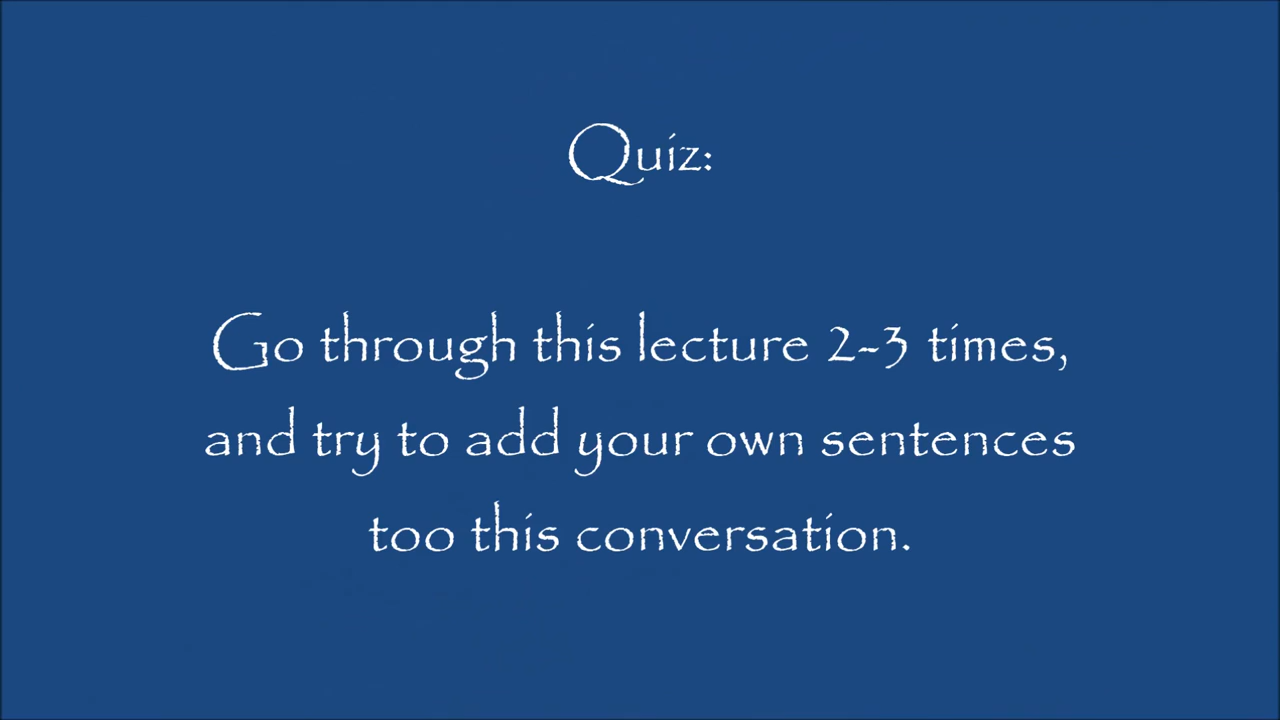 Quiz:
Go through this lecture 2-3 times,
and try to add your own sentences
too this conversation.